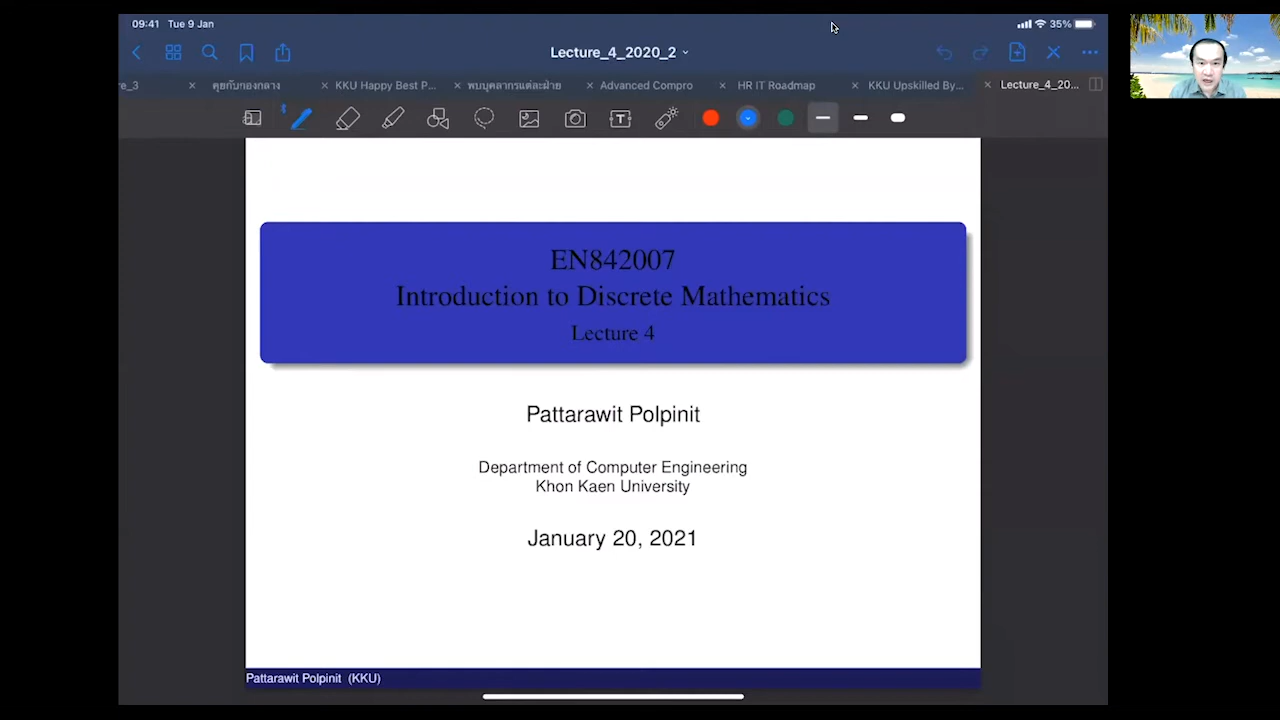 09:41 Tue 9 Jan
35%
Lecture_4_2020_2
re_3
คุยกับกองกลาง
KKU Happy Best P...
พบบุคลากรแต่ละฝ่าย
Advanced Compro
HR IT Roadmap
KKU Upskilled By...
Lecture_4_20...
EN842007
Introduction to Discrete Mathematics
Lecture 4
Pattarawit Polpinit
Department of Computer Engineering
Khon Kaen University
January 20, 2021
Pattarawit Polpinit (KKU)